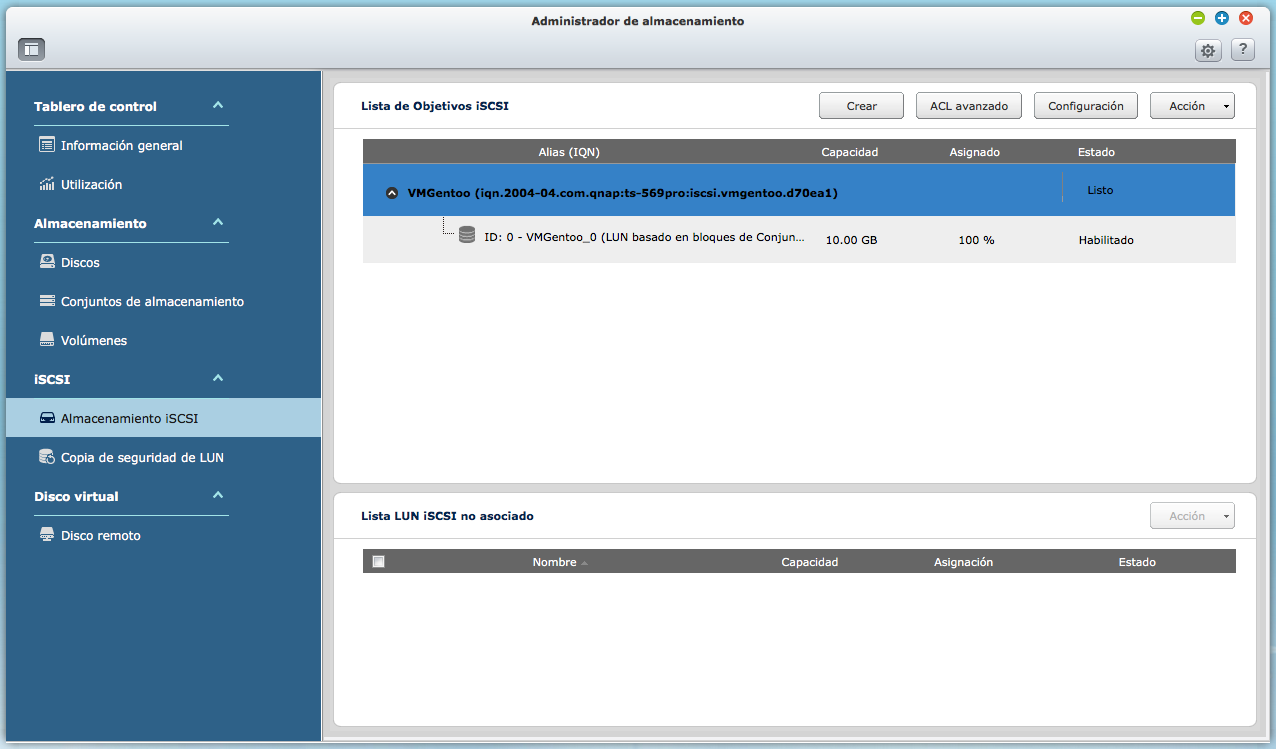 Administrador de almacenamiento
?
Tablero de control
Información general
Utilización
Almacenamiento
Discos
Conjuntos de almacenamiento
Volúmenes
iSCSI
Almacenamiento iSCSI
Copia de seguridad de LUN
Disco virtual
Disco remoto
Lista de Objetivos iSCSI Crear ACL avanzado Configuración Acción
Alias (IQN) Capacidad Asignado Estado
VMGentoo (iqn.2004-04.com.qnap:ts-569pro:iscsi.vmgentoo.d70ea1) Listo
ID: 0 - VMGentoo_0 (LUN basado en bloques de Conjun... 10.00 GB 100 % Habilitado
Lista LUN iSCSI no asociado Acción
Nombre Capacidad Asignación Estado